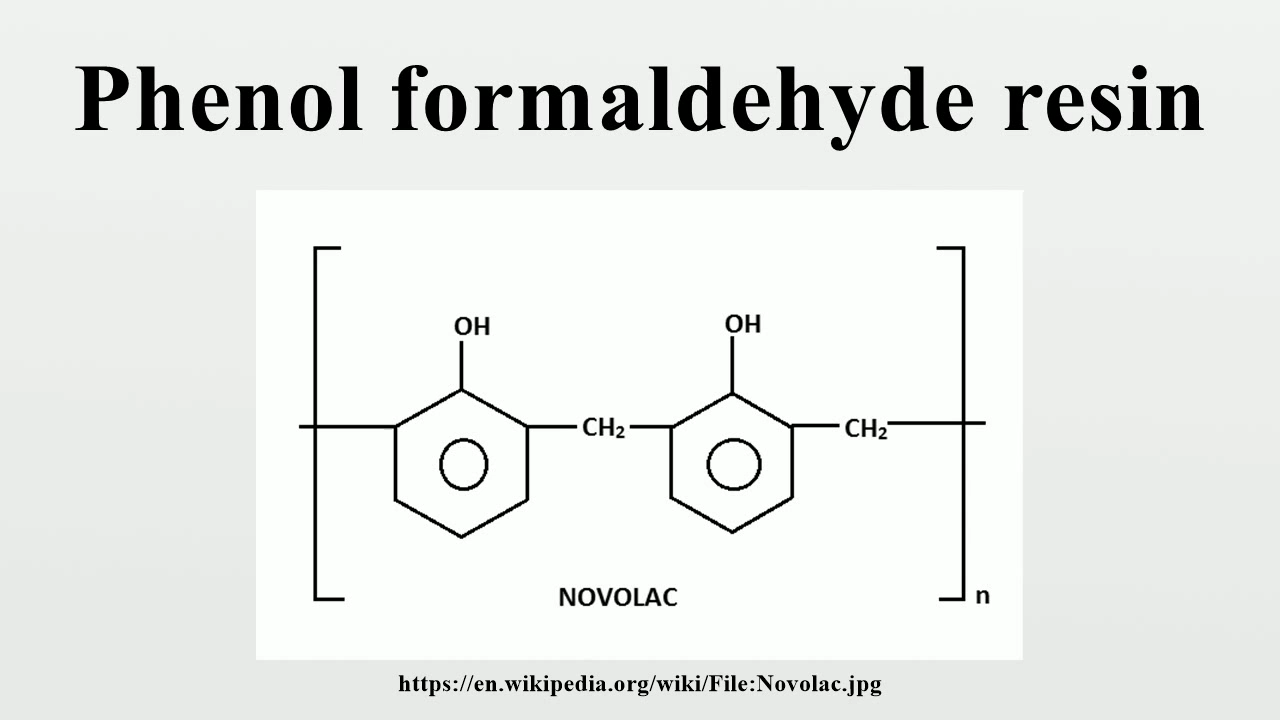 Phenol formaldehyde resin
OH
OH
CH₂
CH₂
NOVOLAC
n
https://en.wikipedia.org/wiki/File:Novolac.jpg